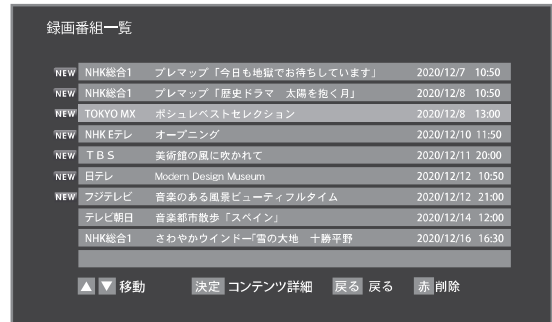 録画番組一覧
NEW NHK総合1 プレマップ「今日も地獄でお待ちしています」 2020/12/7 10:50
NEW NHK総合1 プレマップ「歴史ドラマ 太陽を抱く月」 2020/12/8 10:50
NEW TOKYO MX ポシュレベストセレクション 2020/12/8 13:00
NEW NHK Eテレ オープニング 2020/12/10 11:50
NEW TBS 美術館の風に吹かれて 2020/12/11 20:00
NEW 日テレ Modern Design Museum 2020/12/12 10:50
NEW フジテレビ 音楽のある風景ビューティフルタイム 2020/12/12 21:00
テレビ朝日 音楽都市散歩「スペイン」 2020/12/14 12:00
NHK総合1 さわやかウインドー「雪の大地 十勝平野 2020/12/16 16:30
▲ ▼ 移動 決定 コンテンツ詳細 戻る 戻る 赤 削除